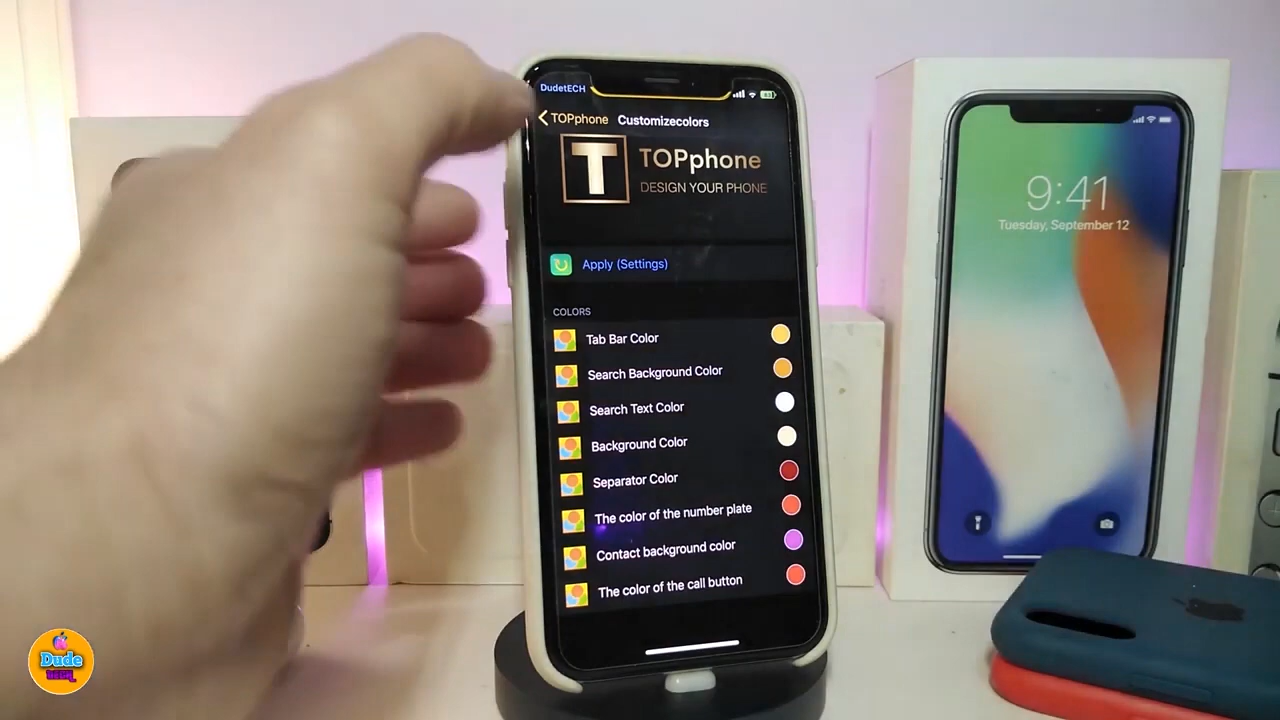 DudetECH
63
TOPphone
Customizecolors
T
TOPphone
DESIGN YOUR PHONE
Apply (Settings)
COLORS
Tab Bar Color
Search Background Color
Search Text Color
Background Color
Separator Color
The color of the number plate
Contact background color
The color of the call button
9:41
Tuesday, September 12
Dude